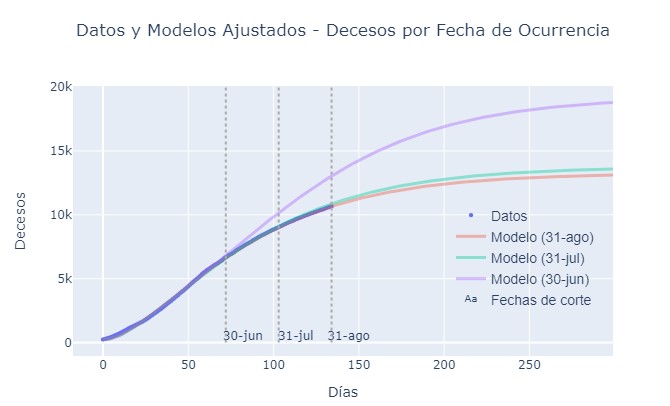 Datos y Modelos Ajustados - Decesos por Fecha de Ocurrencia
20k
15k
10k
5k
0
Decesos
Datos
Modelo (31-ago)
Modelo (31-jul)
Modelo (30-jun)
Aa Fechas de corte
30-jun 31-jul 31-ago
0 50 100 150 200 250
Días